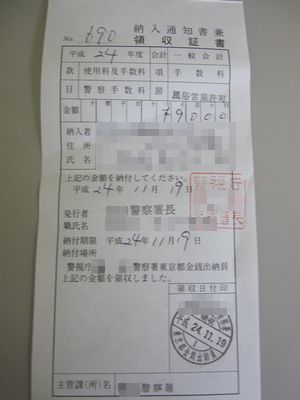 納入通知書兼
No. 690 領収証書
平成 24 年度 会計 一般会計
款 使用料及手数料 項 手数料
目 警察手数料 節 風俗営業許可
金額 千 百 十 円
納入者
住所
氏名
上記の金額を納付してください。
平成 24 年 11 月 19 日
発行者 警察署長
職氏名
納付期限 平成 24 年 11 月 19 日
納付場所
警視庁 警察署東京都金銭出納員
上記の金額を領収しました。
領収日付印
平成 24.11.19
主管課(所)名 警察署